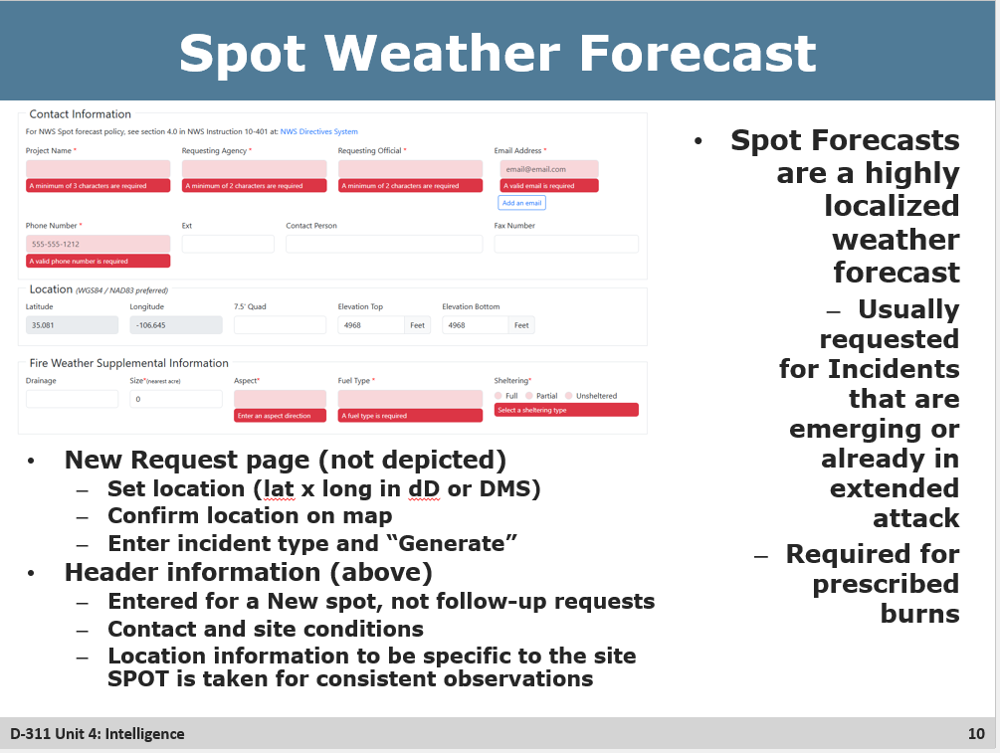 Spot Weather Forecast
Contact Information
For NWS Spot forecast policy, see section 4.0 in NWS Instruction 10-401 at: NWS Directives System
Project Name * Requesting Agency * Requesting Official * Email Address *
email@email.com
A minimum of 3 characters are required A minimum of 2 characters are required A minimum of 2 characters are required A valid email is required
Add an email
Phone Number * Ext Contact Person Fax Number
555-555-1212
A valid phone number is required
Location (WGS84 / NAD83 preferred)
Latitude Longitude 7.5' Quad Elevation Top Elevation Bottom
35.081 -106.645 4968 Feet 4968 Feet
Fire Weather Supplemental Information
Drainage Size*(nearest acre) Aspect* Fuel Type * Sheltering*
0 Full Partial Unsheltered
Enter an aspect direction A fuel type is required Select a sheltering type
• New Request page (not depicted)
– Set location (lat x long in dD or DMS)
– Confirm location on map
– Enter incident type and “Generate”
• Header information (above)
– Entered for a New spot, not follow-up requests
– Contact and site conditions
– Location information to be specific to the site
SPOT is taken for consistent observations
• Spot Forecasts
are a highly
localized
weather
forecast
– Usually
requested
for Incidents
that are
emerging or
already in
extended
attack
– Required for
prescribed
burns
D-311 Unit 4: Intelligence 10